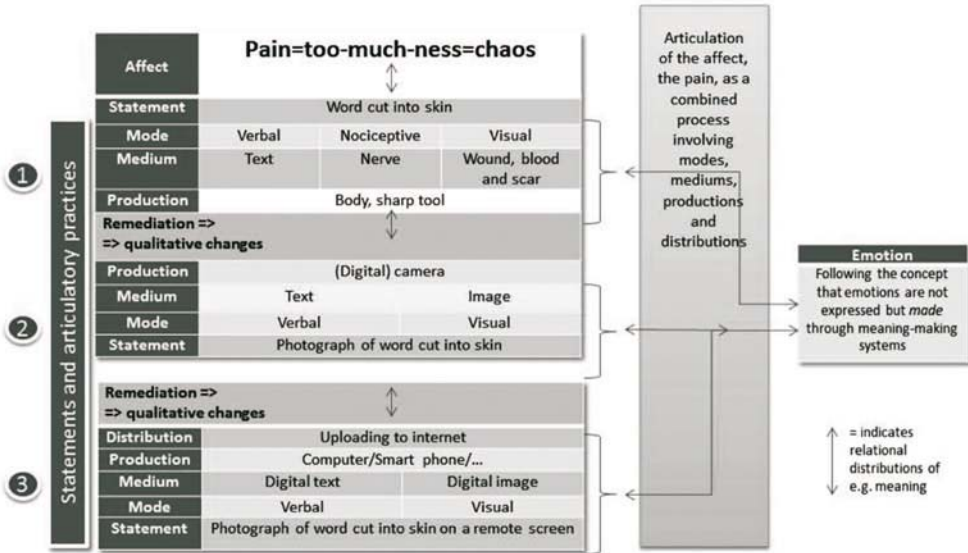 Affect
Pain=too-much-ness=chaos
Statements and articulatory practices
1
Statement
Word cut into skin
Mode
Verbal
Nociceptive
Visual
Medium
Text
Nerve
Wound, blood
and scar
Production
Body, sharp tool
Remediation =>
=> qualitative changes
2
Production
(Digital) camera
Medium
Text
Image
Mode
Verbal
Visual
Statement
Photograph of word cut into skin
Remediation =>
=> qualitative changes
3
Distribution
Uploading to internet
Production
Computer/Smart phone/...
Medium
Digital text
Digital image
Mode
Verbal
Visual
Statement
Photograph of word cut into skin on a remote screen
Articulation
of the affect,
the pain, as a
combined
process
involving
modes,
mediums,
productions
and
distributions
Emotion
Following the concept
that emotions are not
expressed but made
through meaning-making
systems
= indicates
relational
distributions of
e.g. meaning